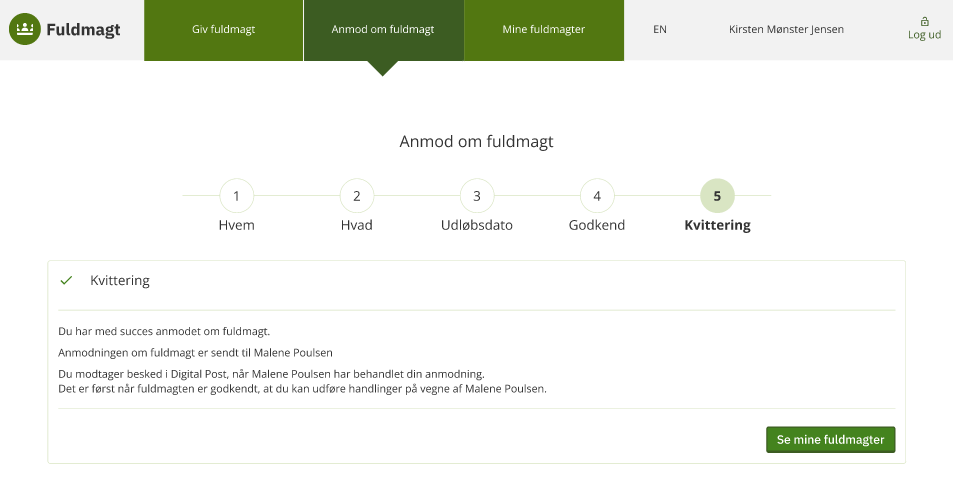 Fuldmagt
Giv fuldmagt
Anmod om fuldmagt
Mine fuldmagter
EN
Kirsten Mønster Jensen
Log ud
Anmod om fuldmagt
1
2
3
4
5
Hvem
Hvad
Udløbsdato
Godkend
Kvittering
Kvittering
Du har med succes anmodet om fuldmagt.
Anmodningen om fuldmagt er sendt til Malene Poulsen
Du modtager besked i Digital Post, når Malene Poulsen har behandlet din anmodning.
Det er først når fuldmagten er godkendt, at du kan udføre handlinger på vegne af Malene Poulsen.
Se mine fuldmagter